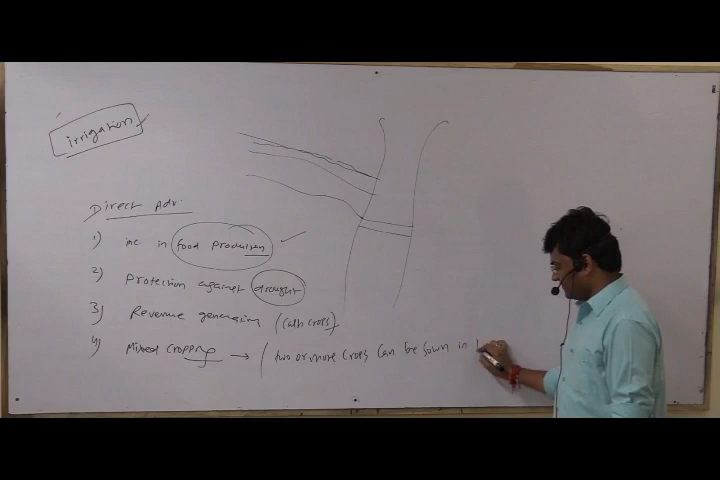 irrigation
Direct Adv.
1) inc. in food production
2) Protection against drought
3) Revenue generation (cash crops)
4) Mixed cropping → ( two or more crops can be sown in